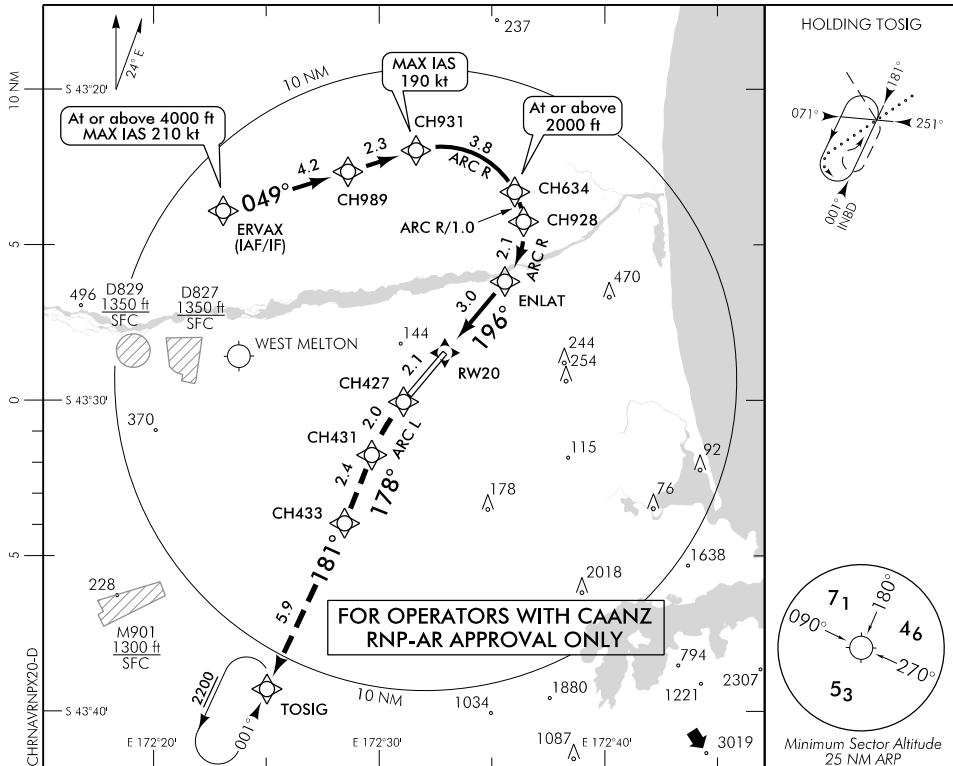 237
24° E
10 NM
S 43°20'
MAX IAS
190 kt
At or above 4000 ft
MAX IAS 210 kt
At or above
2000 ft
CH931
2.3
3.8
ARC R
4.2
049°
CH989
CH634
ERVAX
(IAF/IF)
ARC R/1.0
CH928
5
2.1
ARC R
ENLAT
470
496
D829
1350 ft
SFC
D827
1350 ft
SFC
3.0
196°
144
WEST MELTON
244
254
RW20
2.1
CH427
0
S 43°30'
370
2.0
ARC L
CH431
115
92
2.4
178°
178
76
CH433
5
181°
1638
228
2018
M901
1300 ft
SFC
5.9
FOR OPERATORS WITH CAANZ
RNP-AR APPROVAL ONLY
794
2200
001°
TOSIG
10 NM
1034
1880
1221
2307
S 43°40'
E 172°20'
E 172°30'
E 172°40'
1087
3019
CHRNAVRNPX20-D
10 NM
HOLDING TOSIG
181°
071°
251°
001°
INBD
71
180°
090°
46
270°
53
Minimum Sector Altitude
25 NM ARP